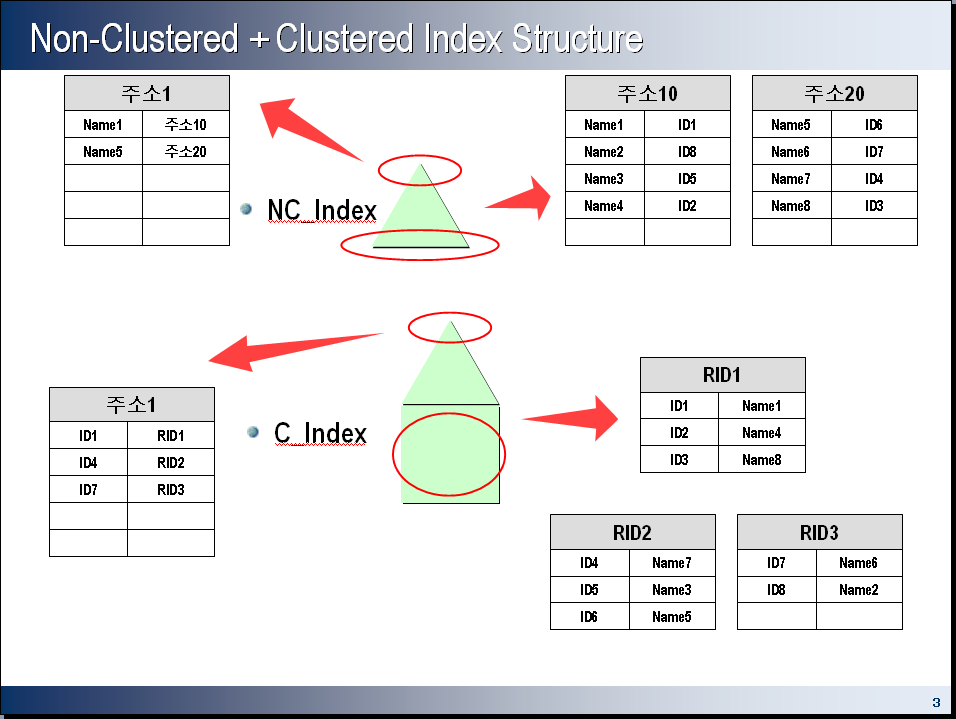 Non-Clustered + Clustered Index Structure
주소1
Name1 주소10
Name5 주소20
NC_Index
주소10
Name1 ID1
Name2 ID8
Name3 ID5
Name4 ID2
주소20
Name5 ID6
Name6 ID7
Name7 ID4
Name8 ID3
주소1
ID1 RID1
ID4 RID2
ID7 RID3
C_Index
RID1
ID1 Name1
ID2 Name4
ID3 Name8
RID2
ID4 Name7
ID5 Name3
ID6 Name5
RID3
ID7 Name6
ID8 Name2
3